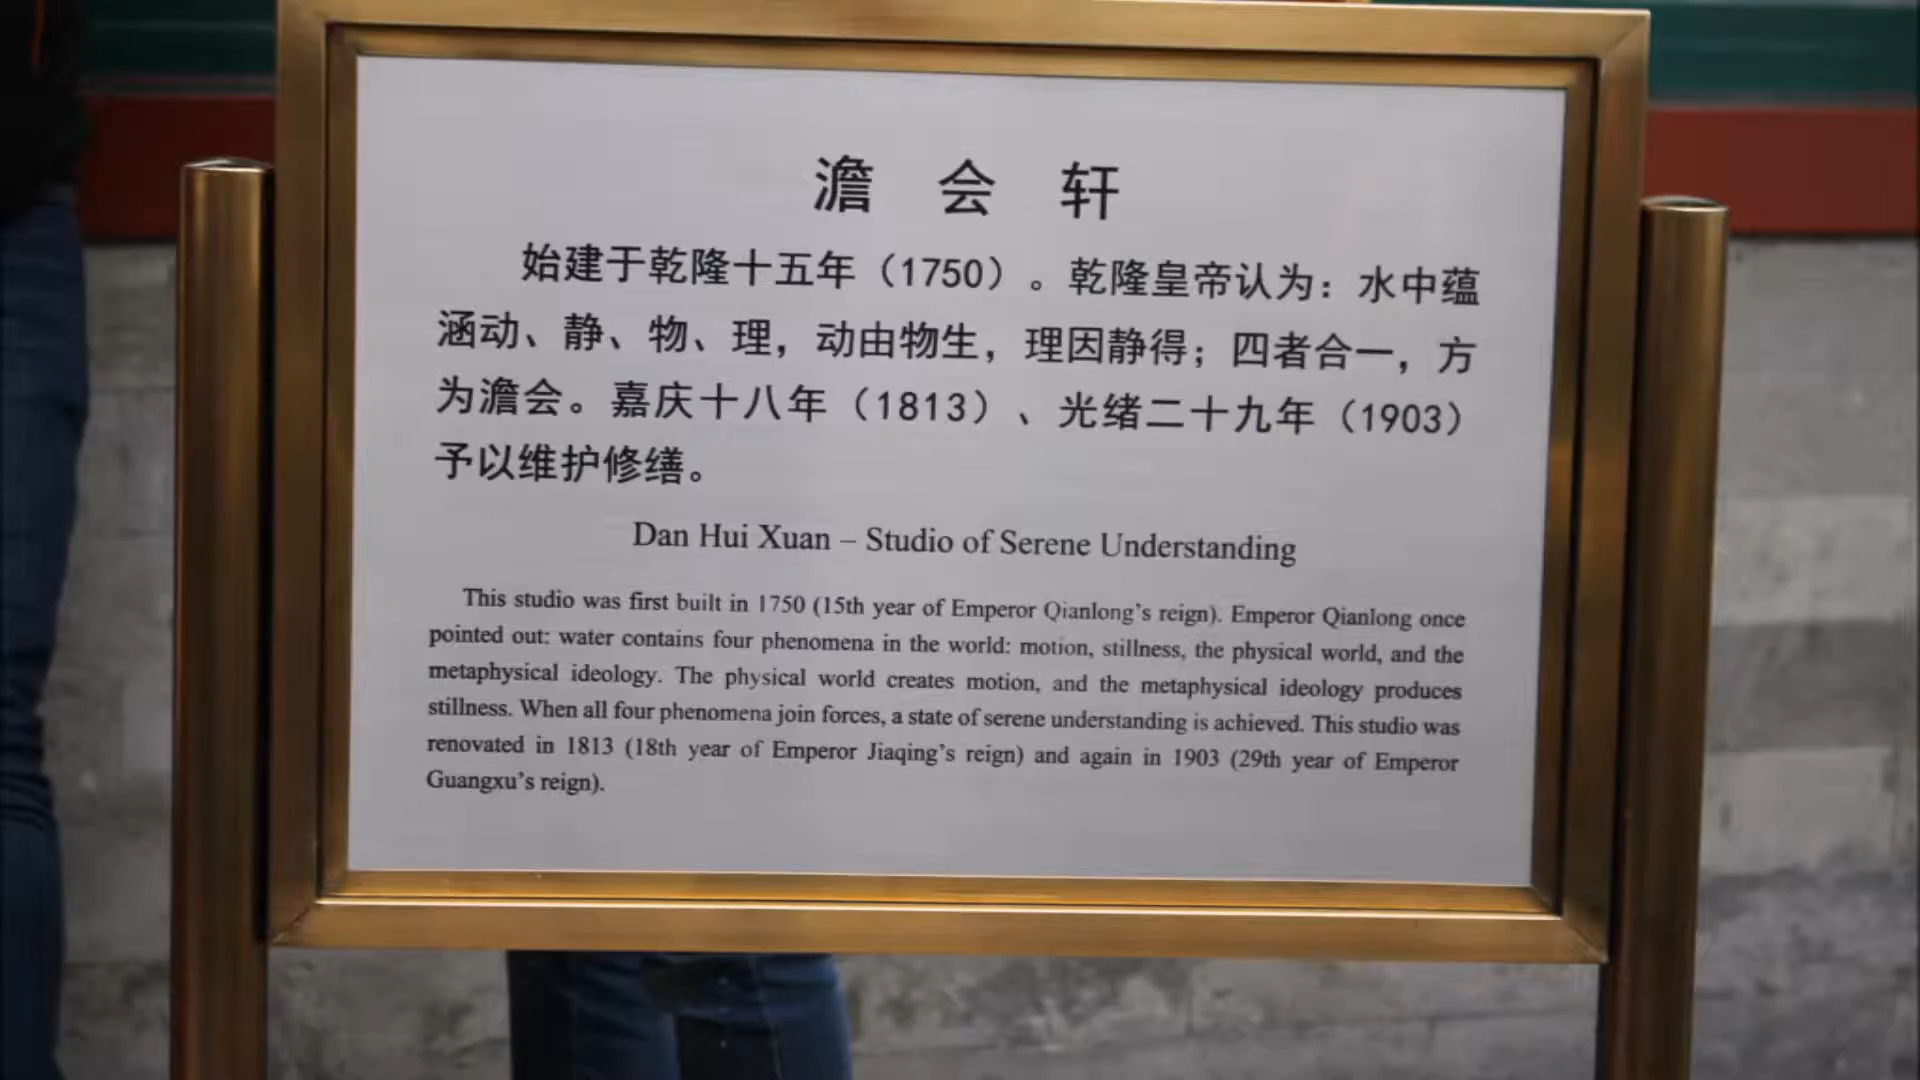 澹会轩
始建于乾隆十五年（1750）。乾隆皇帝认为：水中蕴
涵动、静、物、理，动由物生，理因静得；四者合一，方
为澹会。嘉庆十八年（1813）、光绪二十九年（1903）
予以维护修缮。
Dan Hui Xuan – Studio of Serene Understanding
This studio was first built in 1750 (15th year of Emperor Qianlong's reign). Emperor Qianlong once
pointed out: water contains four phenomena in the world: motion, stillness, the physical world, and the
metaphysical ideology. The physical world creates motion, and the metaphysical ideology produces
stillness. When all four phenomena join forces, a state of serene understanding is achieved. This studio was
renovated in 1813 (18th year of Emperor Jiaqing's reign) and again in 1903 (29th year of Emperor
Guangxu's reign).